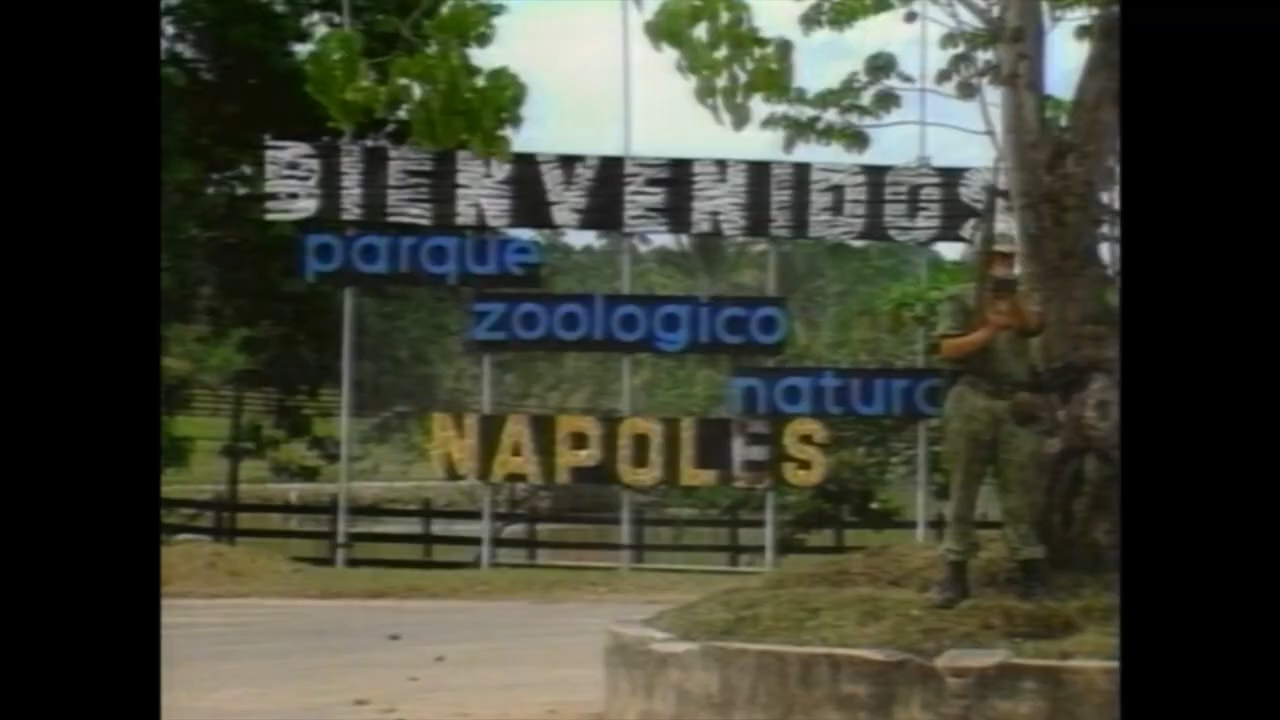 BIENVENIDOS
parque
zoologico
natura
NAPOLES